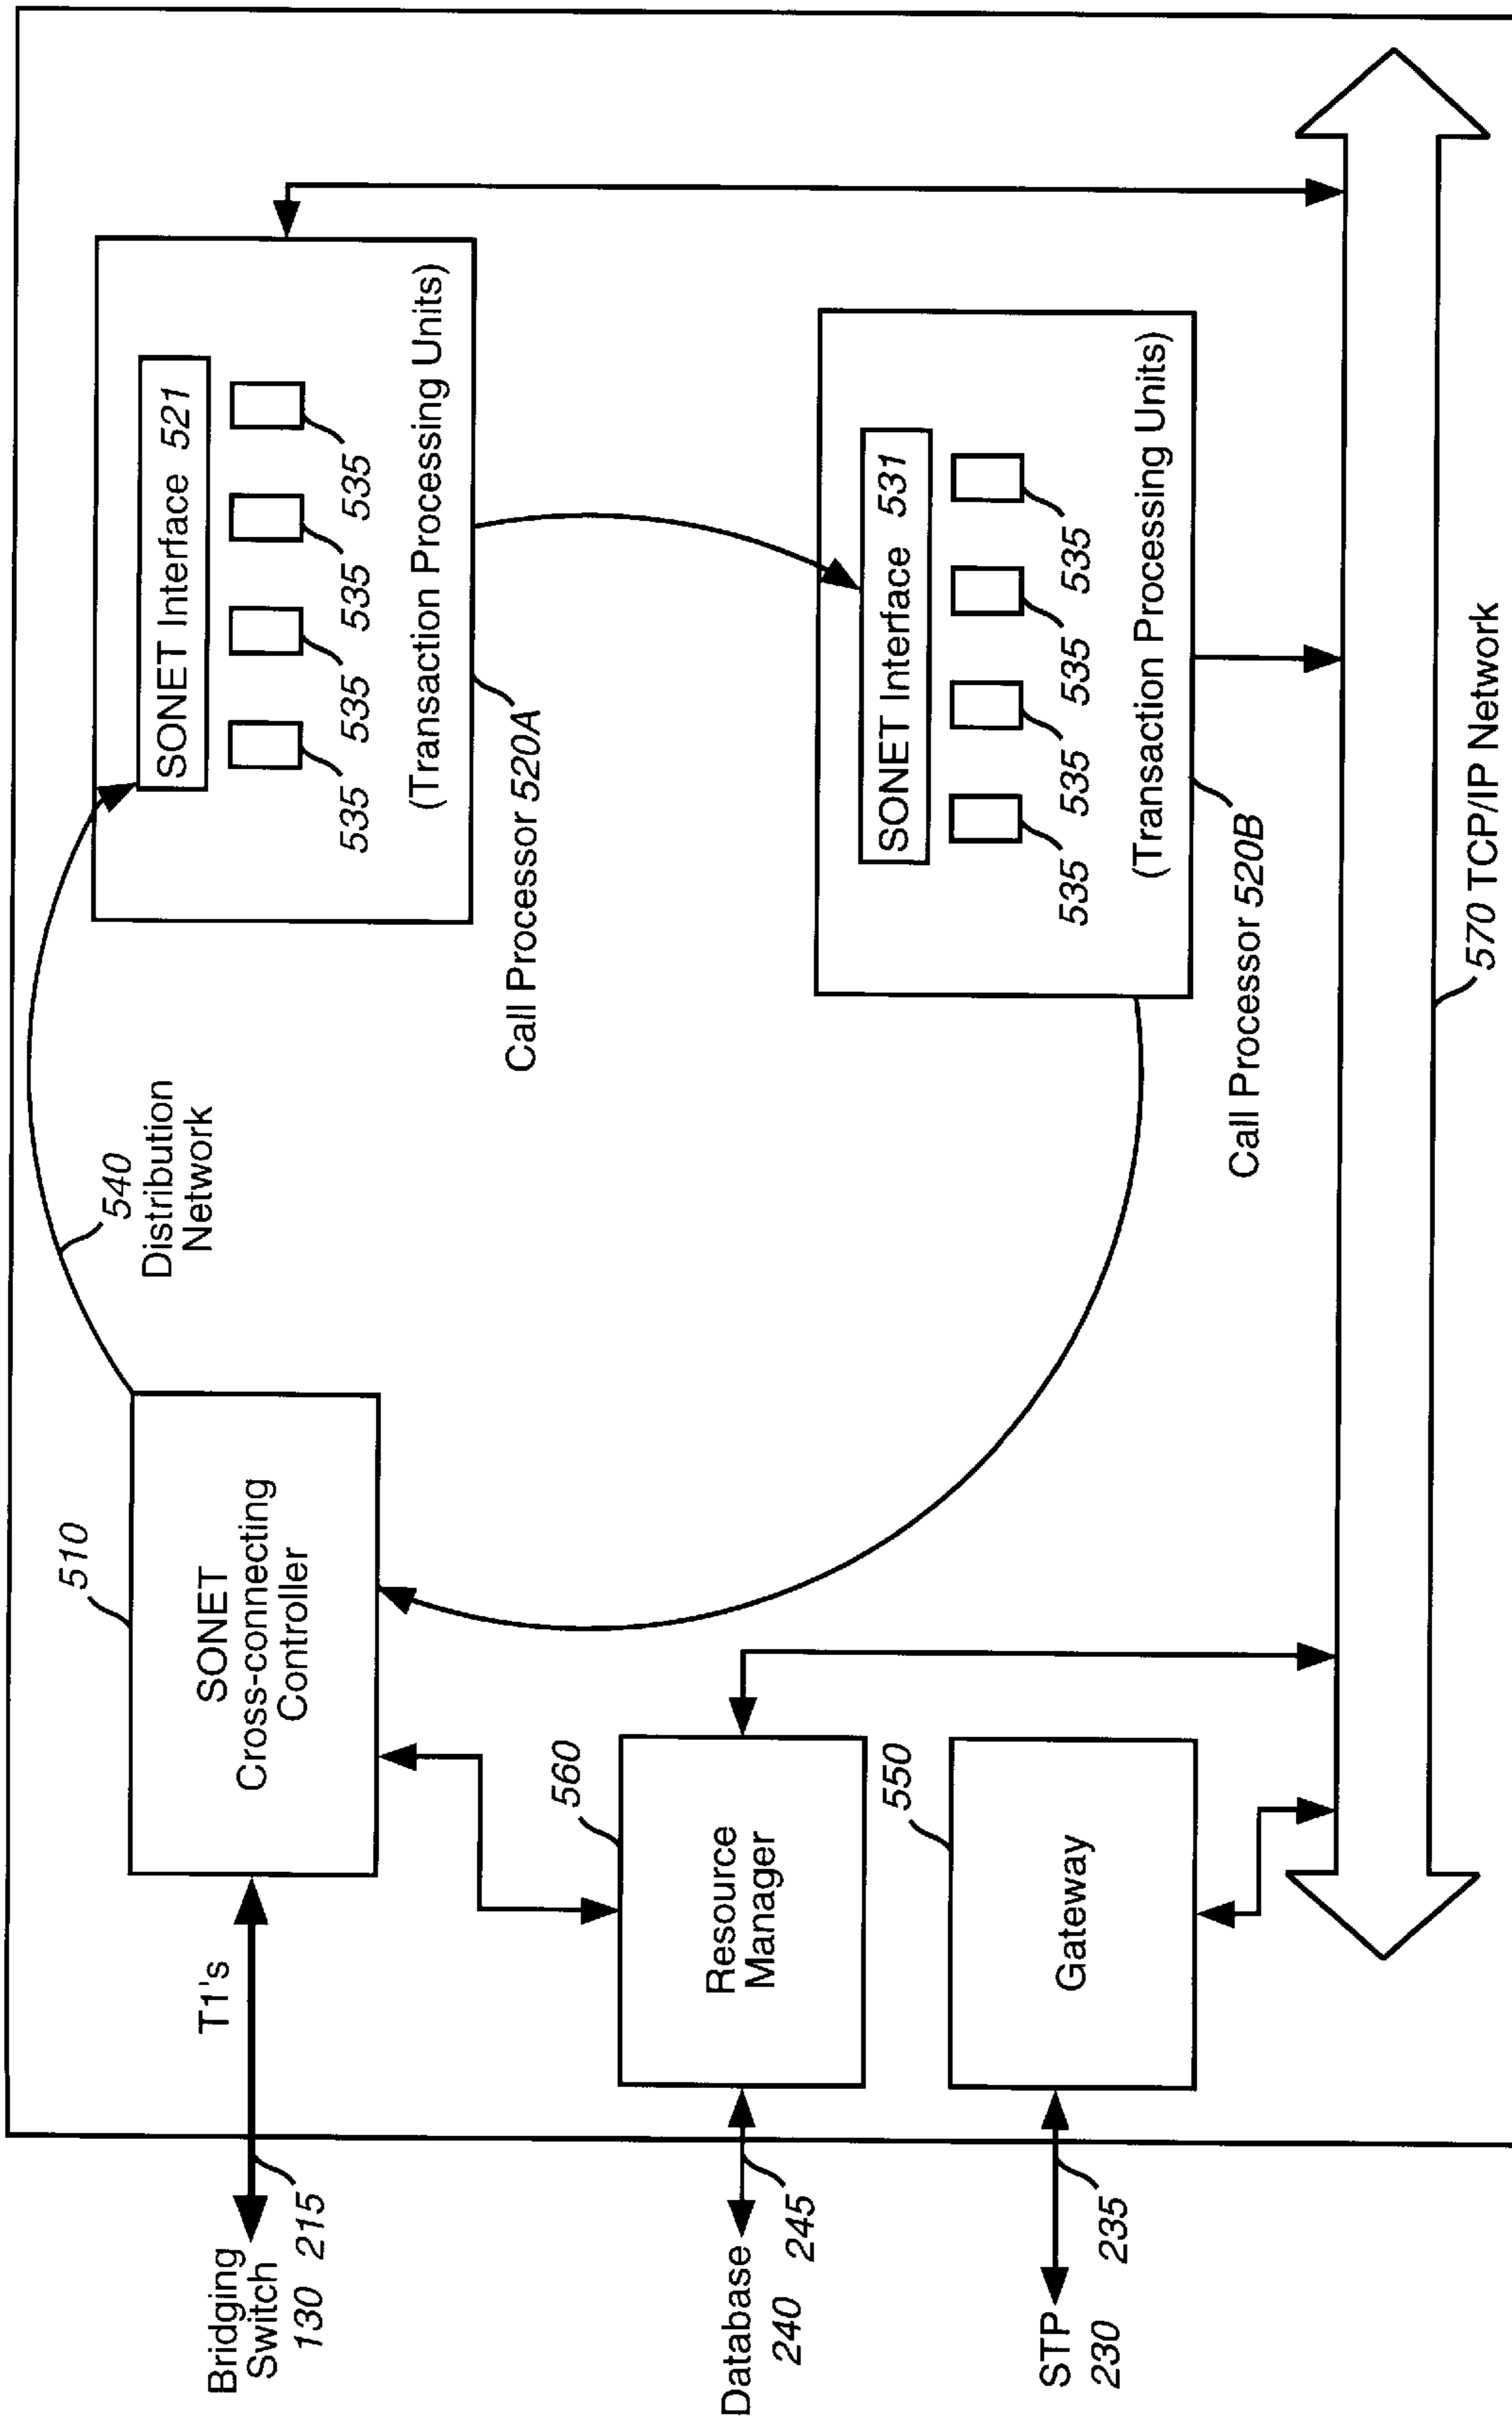 Bridging
Switch
130
215
T1's
510
SONET
Cross-connecting
Controller
540
Distribution
Network
SONET Interface 521
535
535
535
535
(Transaction Processing Units)
Call Processor 520A
Database
240
245
560
Resource
Manager
SONET Interface 531
535
535
535
535
(Transaction Processing Units)
Call Processor 520B
STP
230
235
550
Gateway
570 TCP/IP Network